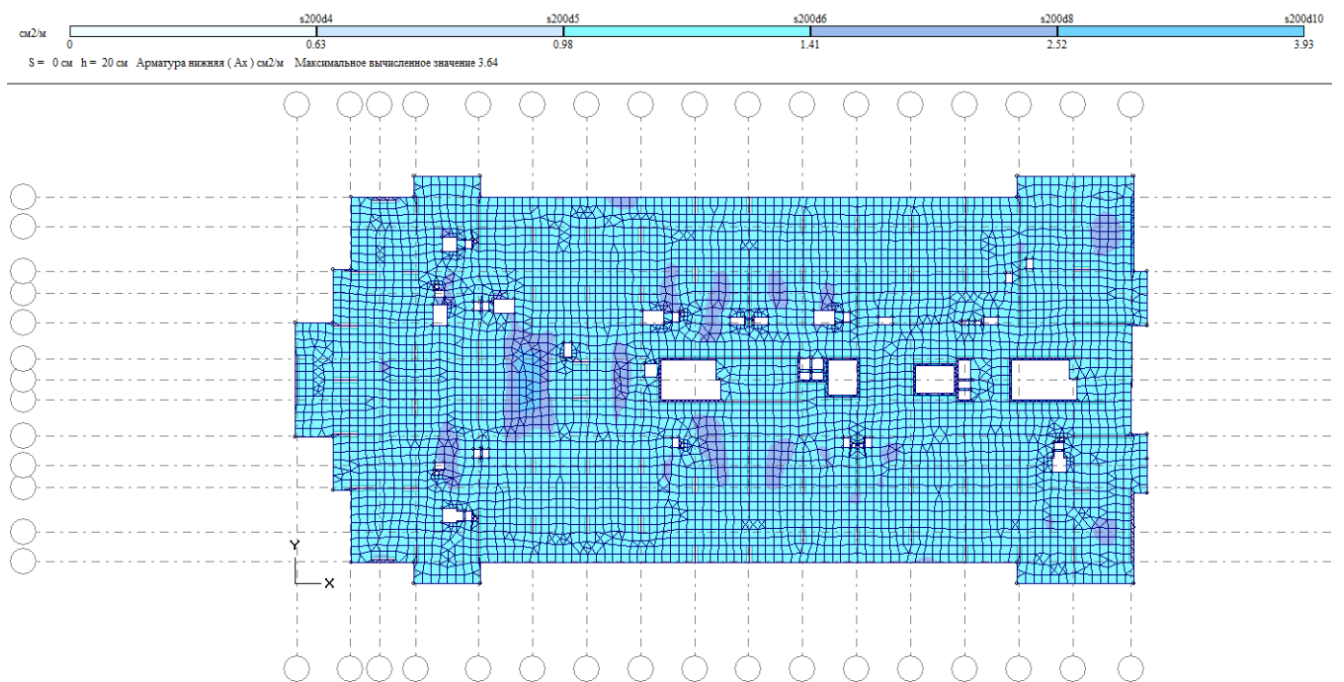 s200d4 s200d5 s200d6 s200d8 s200d10
см2/м
0 0.63 0.98 1.41 2.52 3.93
S = 0 см h = 20 см Арматура нижняя ( Ax ) см2/м Максимальное вычисленное значение 3.64
Y
X